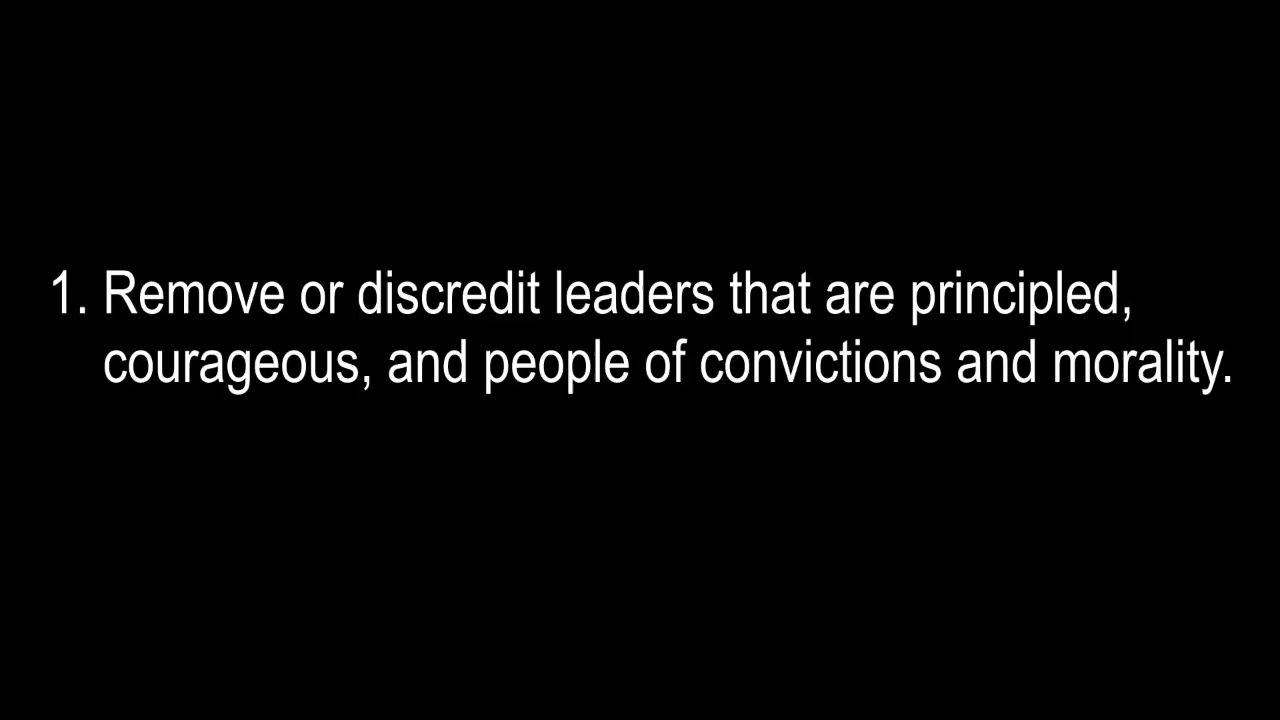 1. Remove or discredit leaders that are principled,
courageous, and people of convictions and morality.